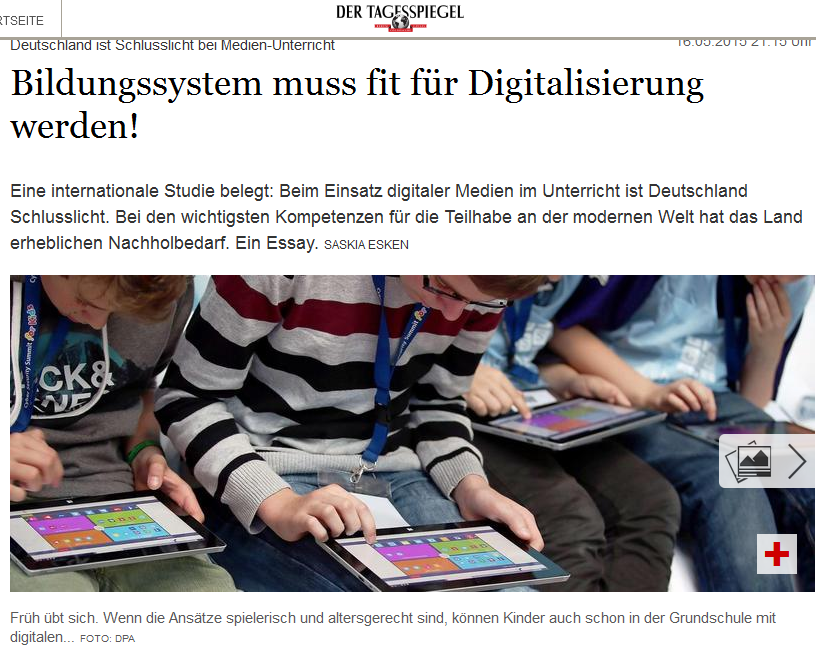 RTSEITE
DER TAGESSPIEGEL
Deutschland ist Schlusslicht bei Medien-Unterricht
16.05.2015 21:15 Uhr
Bildungssystem muss fit für Digitalisierung
werden!
Eine internationale Studie belegt: Beim Einsatz digitaler Medien im Unterricht ist Deutschland
Schlusslicht. Bei den wichtigsten Kompetenzen für die Teilhabe an der modernen Welt hat das Land
erheblichen Nachholbedarf. Ein Essay. SASKIA ESKEN
CK&
Früh übt sich. Wenn die Ansätze spielerisch und altersgerecht sind, können Kinder auch schon in der Grundschule mit
digitalen... FOTO: DPA